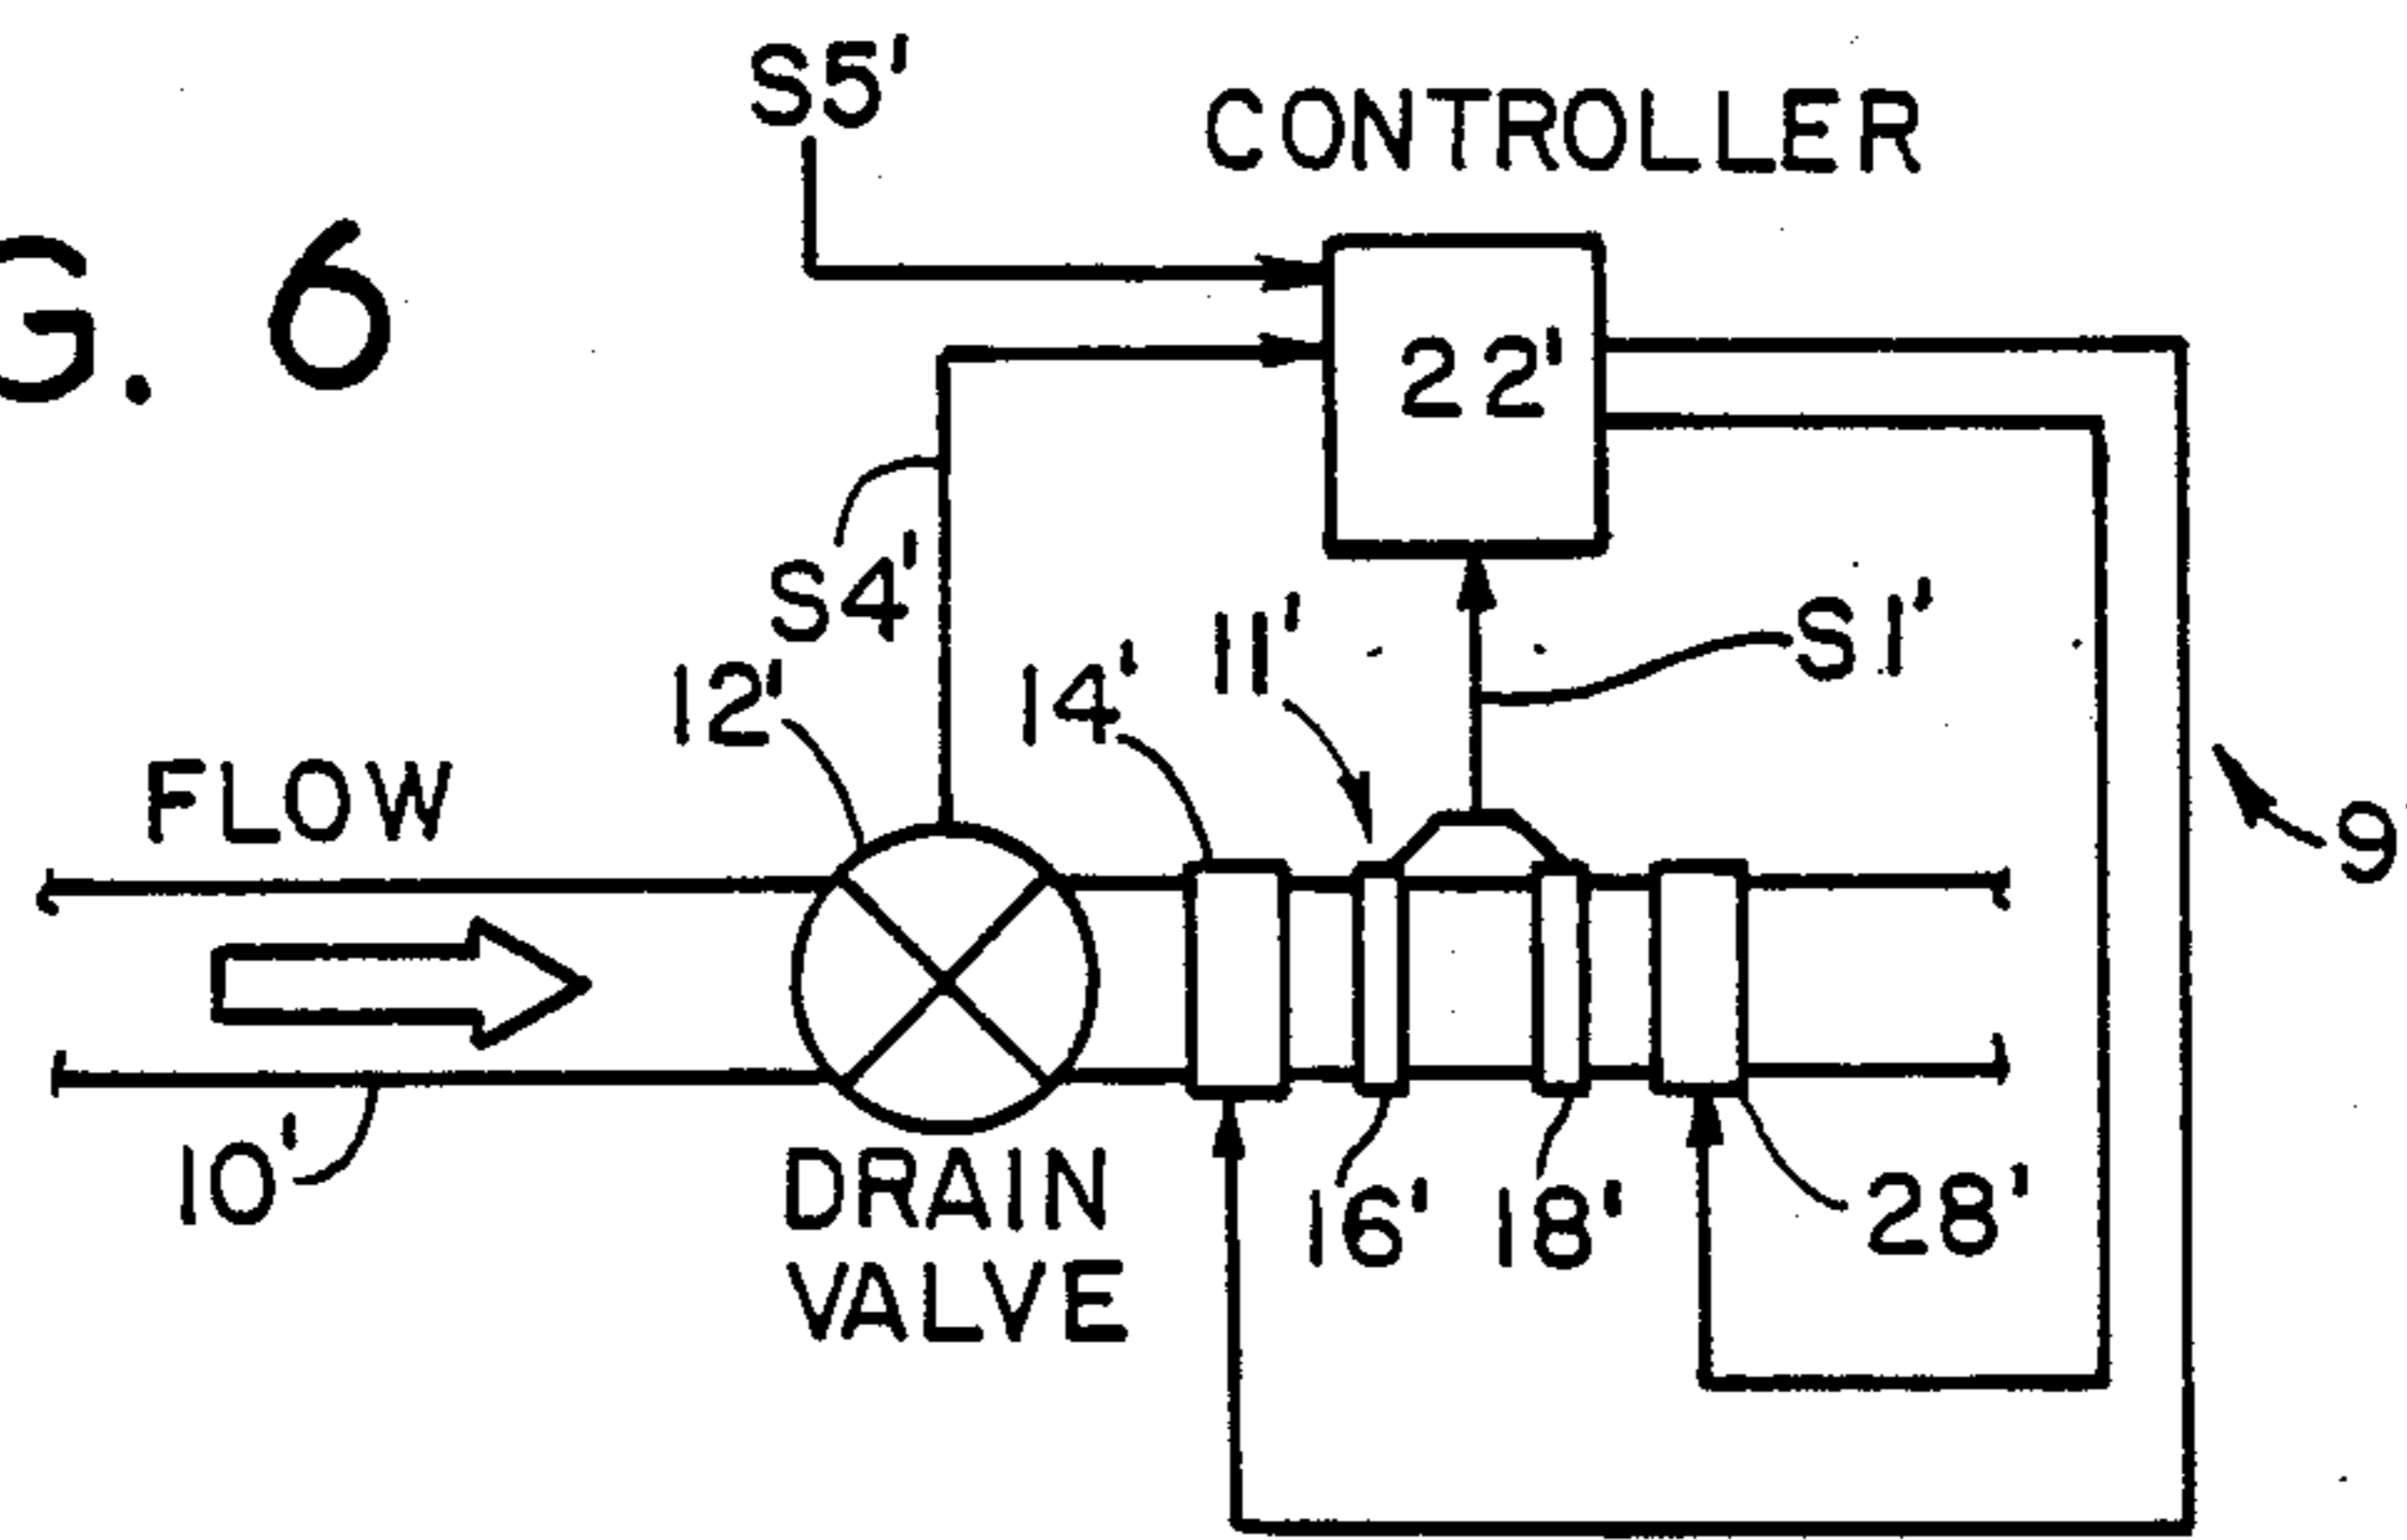 G. 6
S5'
CONTROLLER
22'
S4'
S1'
11'
12'
14'
FLOW
9'
10'
DRAIN
VALVE
16'
18'
28'